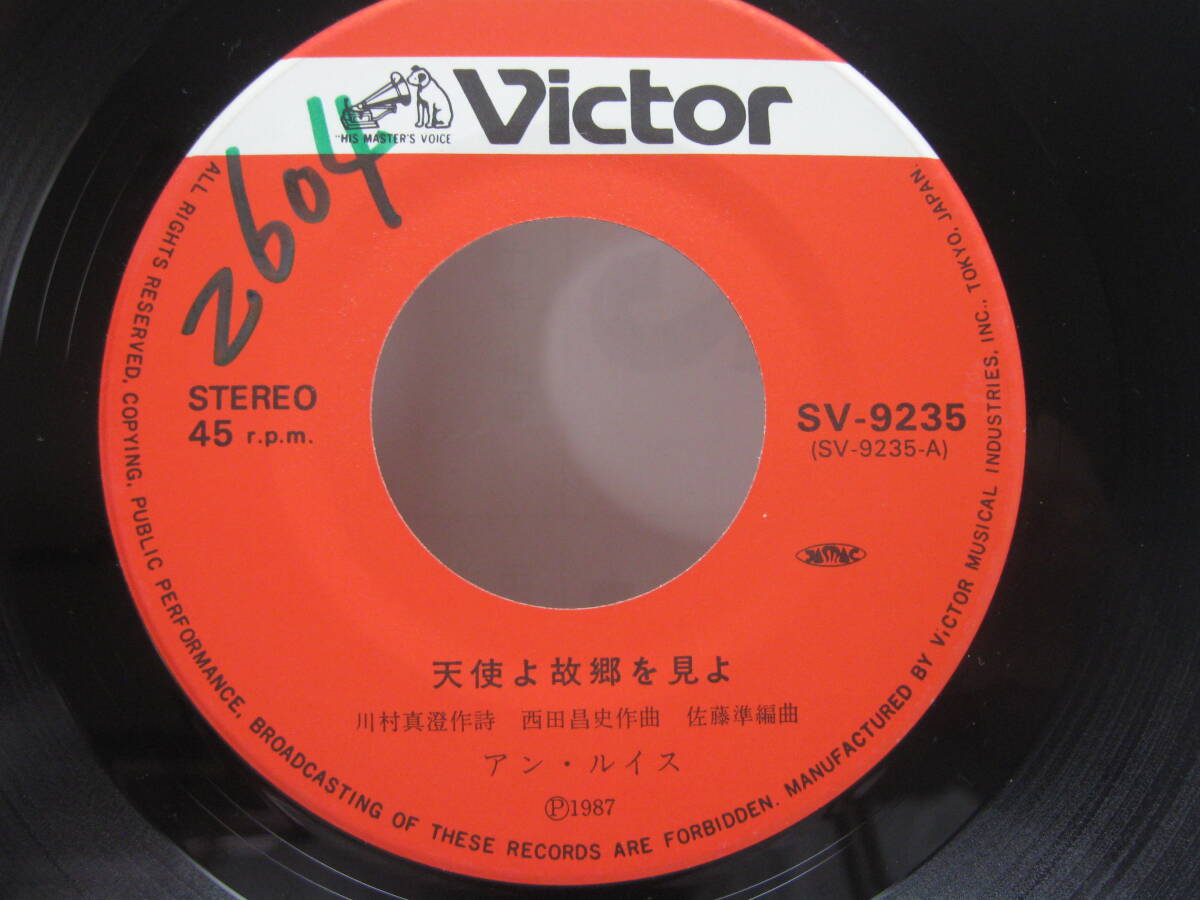 Victor
"HIS MASTER'S VOICE
2604
STEREO
45 r.p.m.
SV-9235
(SV-9235-A)
JASRAC
天使よ故郷を見よ
川村真澄作詩 西田昌史作曲 佐藤準編曲
アン・ルイス
Ⓟ1987
ALL RIGHTS RESERVED, COPYING, PUBLIC PERFORMANCE, BROADCASTING OF THESE RECORDS ARE FORBIDDEN. MANUFACTURED BY VICTOR MUSICAL INDUSTRIES, INC., TOKYO, JAPAN.